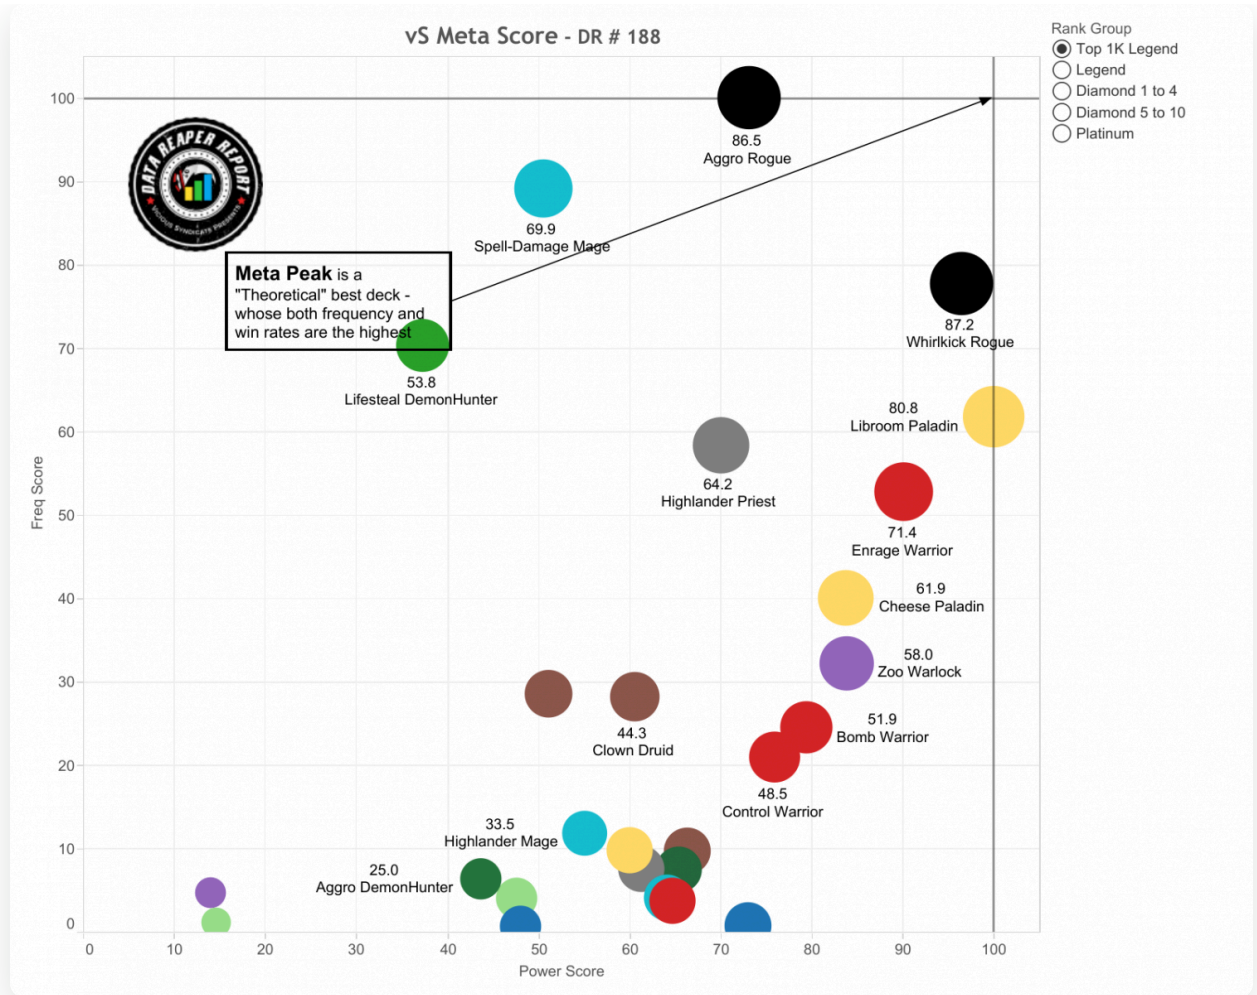 vS Meta Score - DR # 188
Rank Group
Top 1K Legend
Legend
Diamond 1 to 4
Diamond 5 to 10
Platinum
DATA REAPER REPORT
VICIOUS SYNDICATE PRESENTS
Meta Peak is a
"Theoretical" best deck -
whose both frequency and
win rates are the highest
86.5
Aggro Rogue
69.9
Spell-Damage Mage
87.2
Whirlkick Rogue
53.8
Lifesteal DemonHunter
80.8
Libroom Paladin
64.2
Highlander Priest
71.4
Enrage Warrior
61.9
Cheese Paladin
58.0
Zoo Warlock
44.3
Clown Druid
51.9
Bomb Warrior
48.5
Control Warrior
33.5
Highlander Mage
25.0
Aggro DemonHunter
Freq Score
100
90
80
70
60
50
40
30
20
10
0
0 10 20 30 40 50 60 70 80 90 100
Power Score